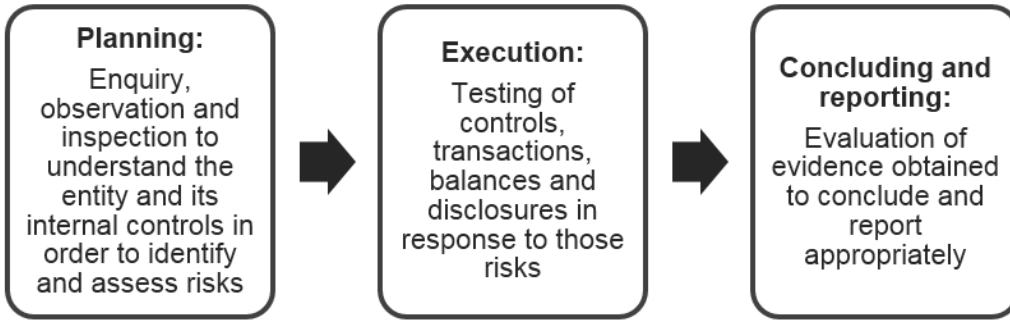 Planning:
Enquiry,
observation and
inspection to
understand the
entity and its
internal controls in
order to identify
and assess risks
Execution:
Testing of
controls,
transactions,
balances and
disclosures in
response to those
risks
Concluding and
reporting:
Evaluation of
evidence obtained
to conclude and
report
appropriately